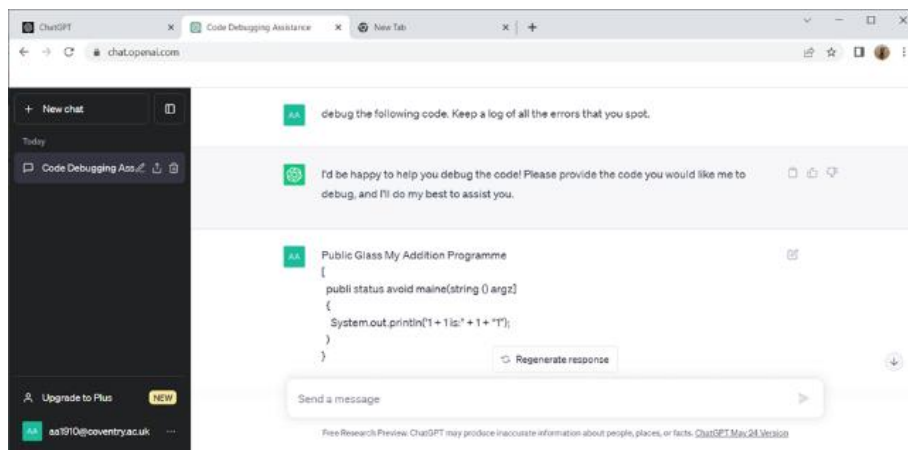 ChatGPT
Code Debugging Assistance
New Tab
chat.openai.com
New chat
Today
Code Debugging Ass
AA
debug the following code. Keep a log of all the errors that you spot.
I'd be happy to help you debug the code! Please provide the code you would like me to
debug, and I'll do my best to assist you.
AA
Public Glass My Addition Programme
[
publi status avoid maine(string () argz]
{
System.out.println("1 + 1 is:" + 1 + "1");
)
}
Regenerate response
Upgrade to Plus
NEW
Send a message
AA
aa1910@coventry.ac.uk
Free Research Preview. ChatGPT may produce inaccurate information about people, places, or facts. ChatGPT May 24 Version